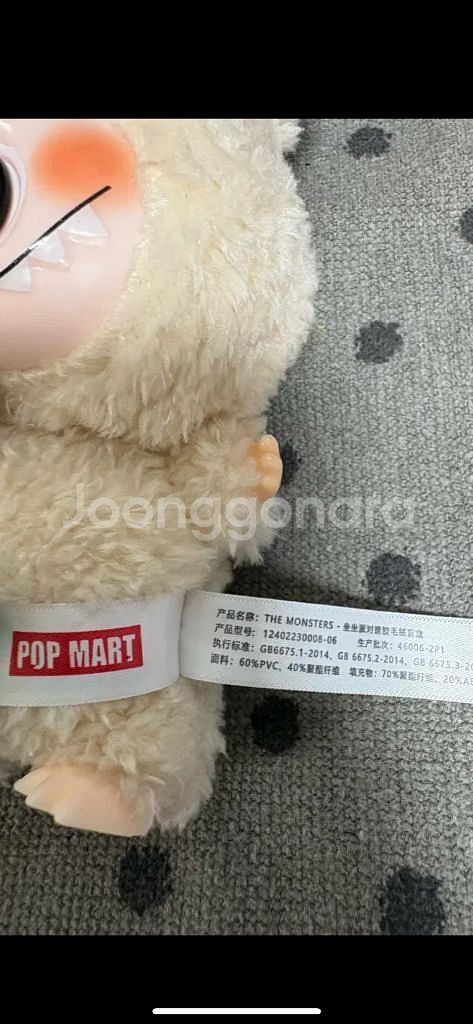 Joonggonara
POP MART
产品名称: THE MONSTERS - 坐坐派对搪胶毛绒盲盒
产品型号: 12402230008-06 生产批次: 45006-2P1
执行标准: GB6675.1-2014, GB 6675.2-2014, GB 6675.3-20
面料: 60%PVC、40%聚酯纤维 填充物: 70%聚酯纤维、20%AB